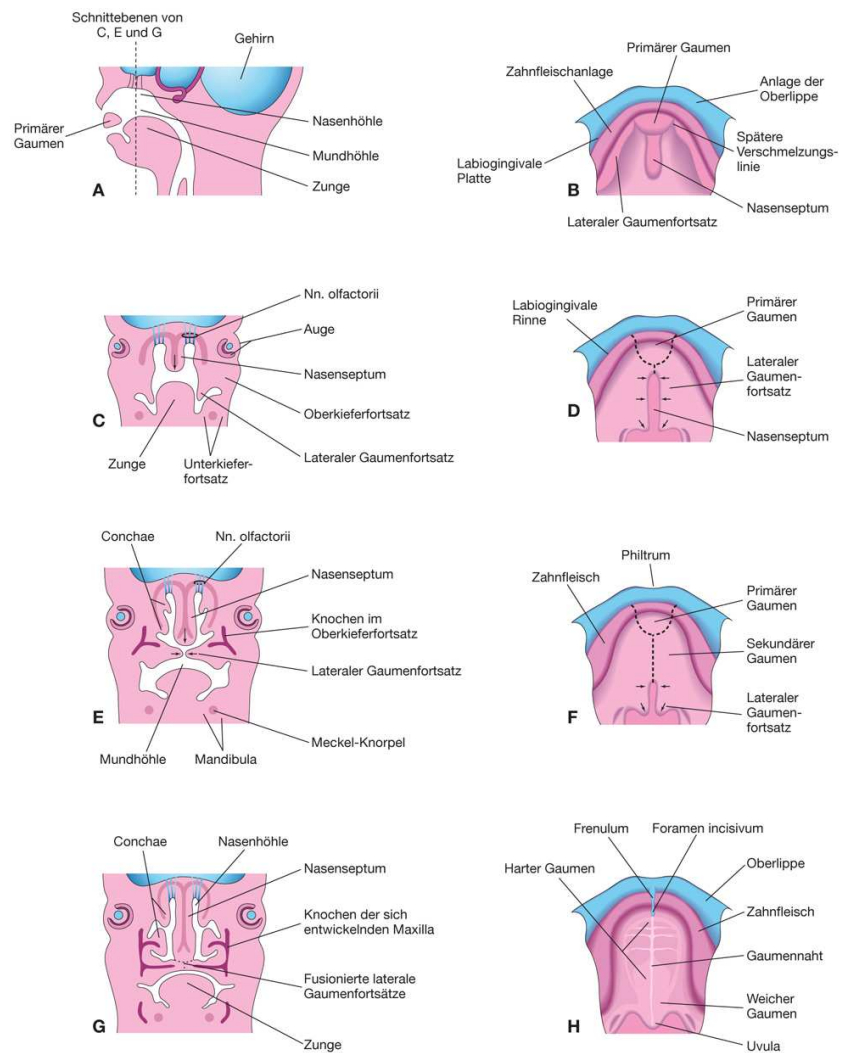 Schnittebenen von
C, E und G
Gehirn
Nasenhöhle
Primärer
Gaumen
Mundhöhle
Zunge
A
Primärer Gaumen
Zahnfleischanlage
Anlage der
Oberlippe
Labiogingivale
Platte
Spätere
Verschmelzungs-
linie
Lateraler Gaumenfortsatz
Nasenseptum
B
Nn. olfactorii
Auge
Nasenseptum
Oberkieferfortsatz
Lateraler Gaumenfortsatz
Zunge
Unterkiefer-
fortsatz
C
Labiogingivale
Rinne
Primärer
Gaumen
Lateraler
Gaumen-
fortsatz
Nasenseptum
D
Conchae
Nn. olfactorii
Nasenseptum
Knochen im
Oberkieferfortsatz
Lateraler Gaumenfortsatz
Meckel-Knorpel
Mundhöhle
Mandibula
E
Philtrum
Zahnfleisch
Primärer
Gaumen
Sekundärer
Gaumen
Lateraler
Gaumen-
fortsatz
F
Conchae
Nasenhöhle
Nasenseptum
Knochen der sich
entwickelnden Maxilla
Fusionierte laterale
Gaumenfortsätze
Zunge
G
Frenulum
Foramen incisivum
Harter Gaumen
Oberlippe
Zahnfleisch
Gaumennaht
Weicher
Gaumen
Uvula
H